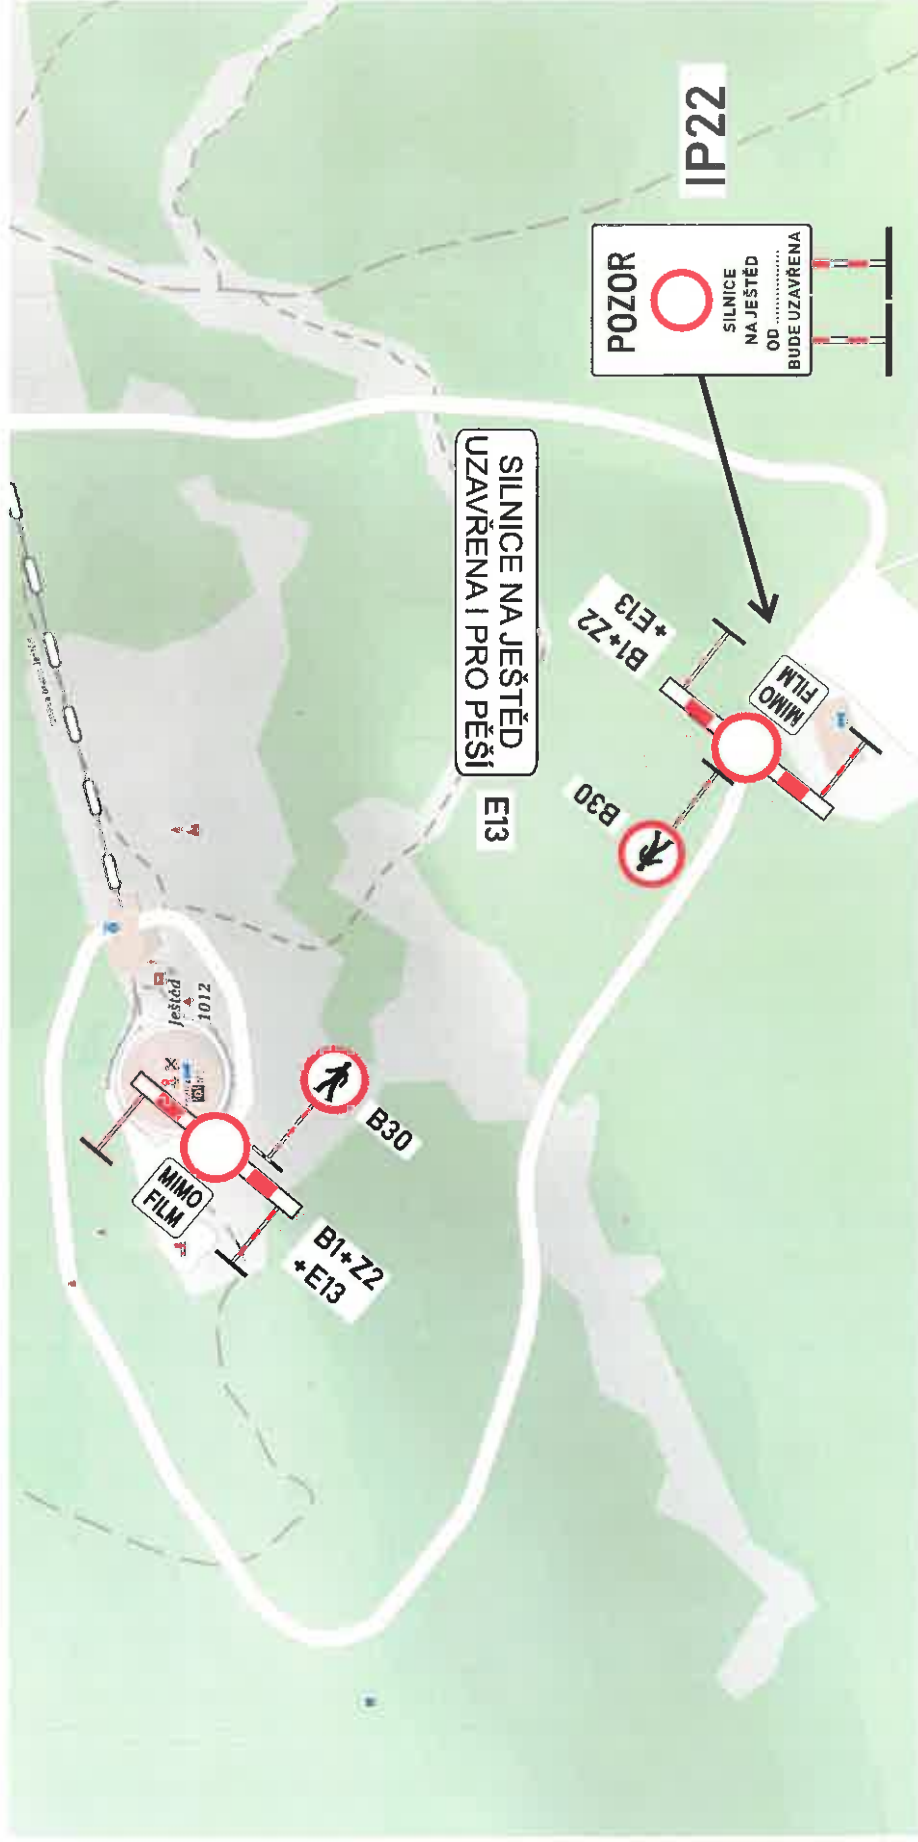 IP22
POZOR
SILNICE
NA JEŠTĚD
OD ..............
BUDE UZAVŘENA
SILNICE NA JEŠTĚD
UZAVŘENA I PRO PĚŠÍ
E13
B1+Z2
+E13
MIMO
FILM
B30
Ještěd
1012
B30
MIMO
FILM
B1+Z2
+E13